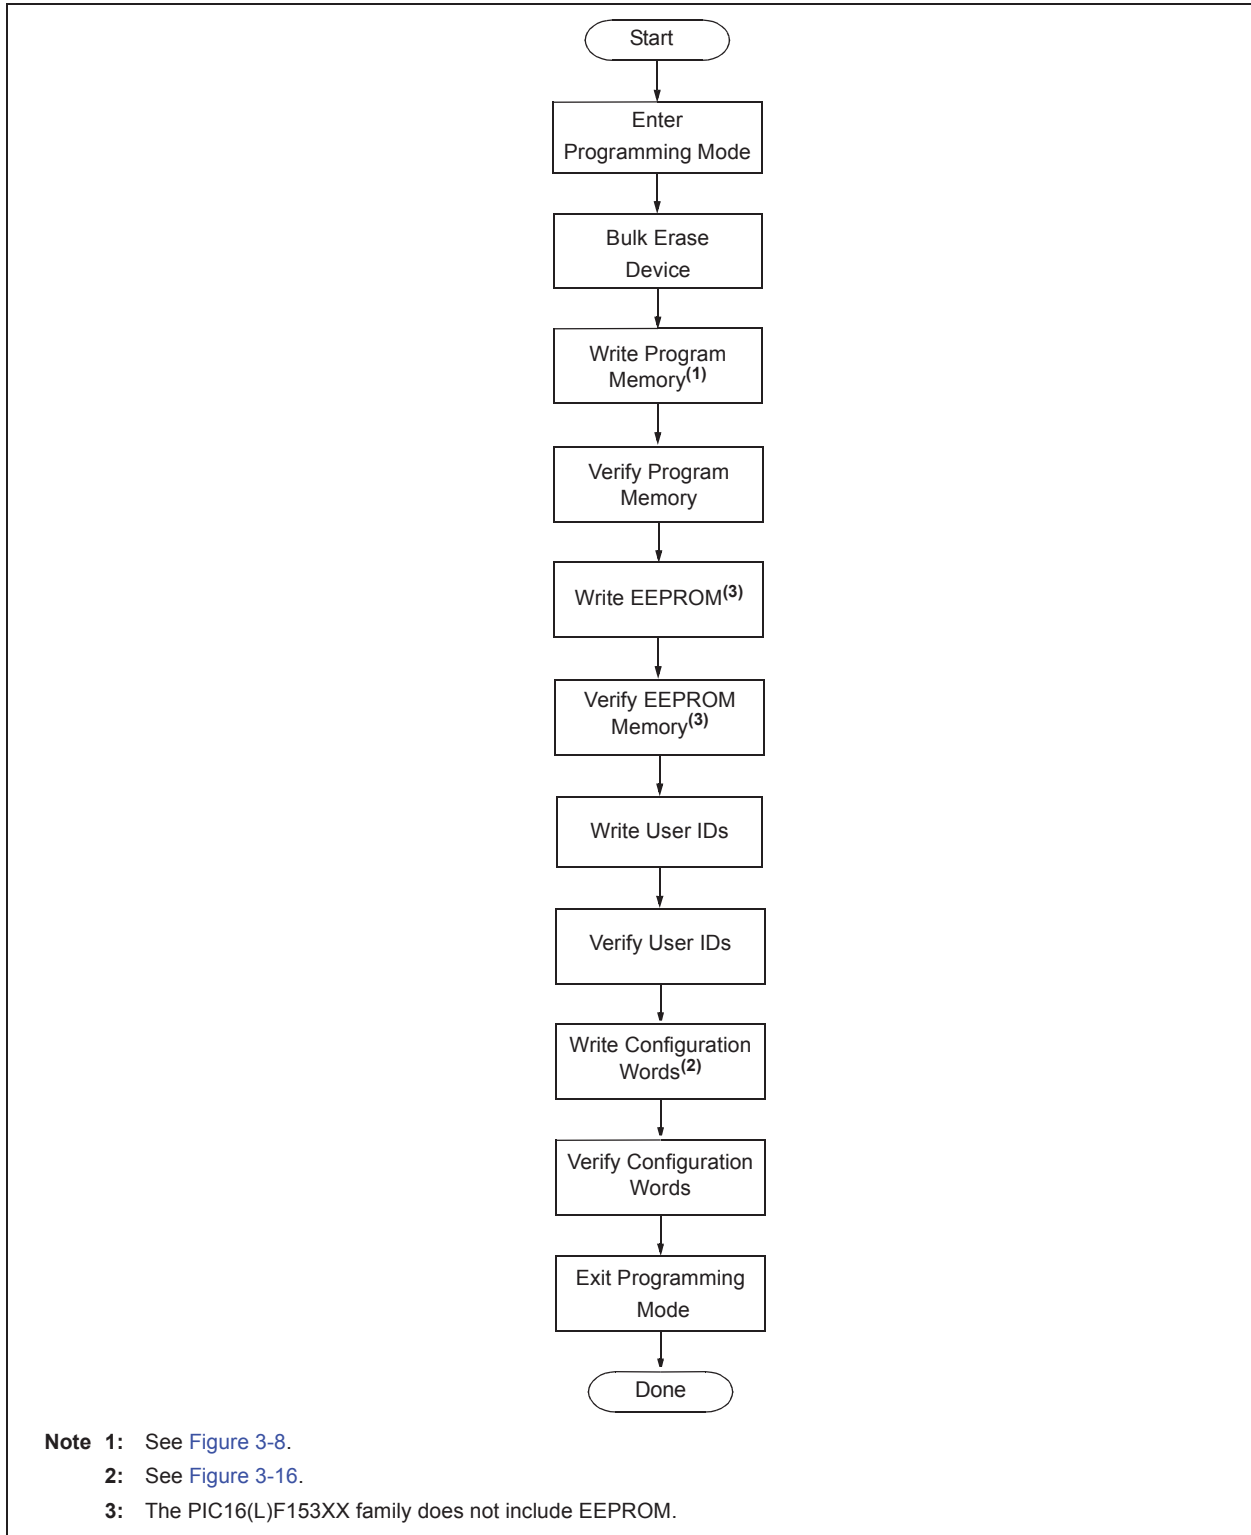 Start
Enter
Programming Mode
Bulk Erase
Device
Write Program
Memory(1)
Verify Program
Memory
Write EEPROM(3)
Verify EEPROM
Memory(3)
Write User IDs
Verify User IDs
Write Configuration
Words(2)
Verify Configuration
Words
Exit Programming
Mode
Done
Note 1: See Figure 3-8.
2: See Figure 3-16.
3: The PIC16(L)F153XX family does not include EEPROM.